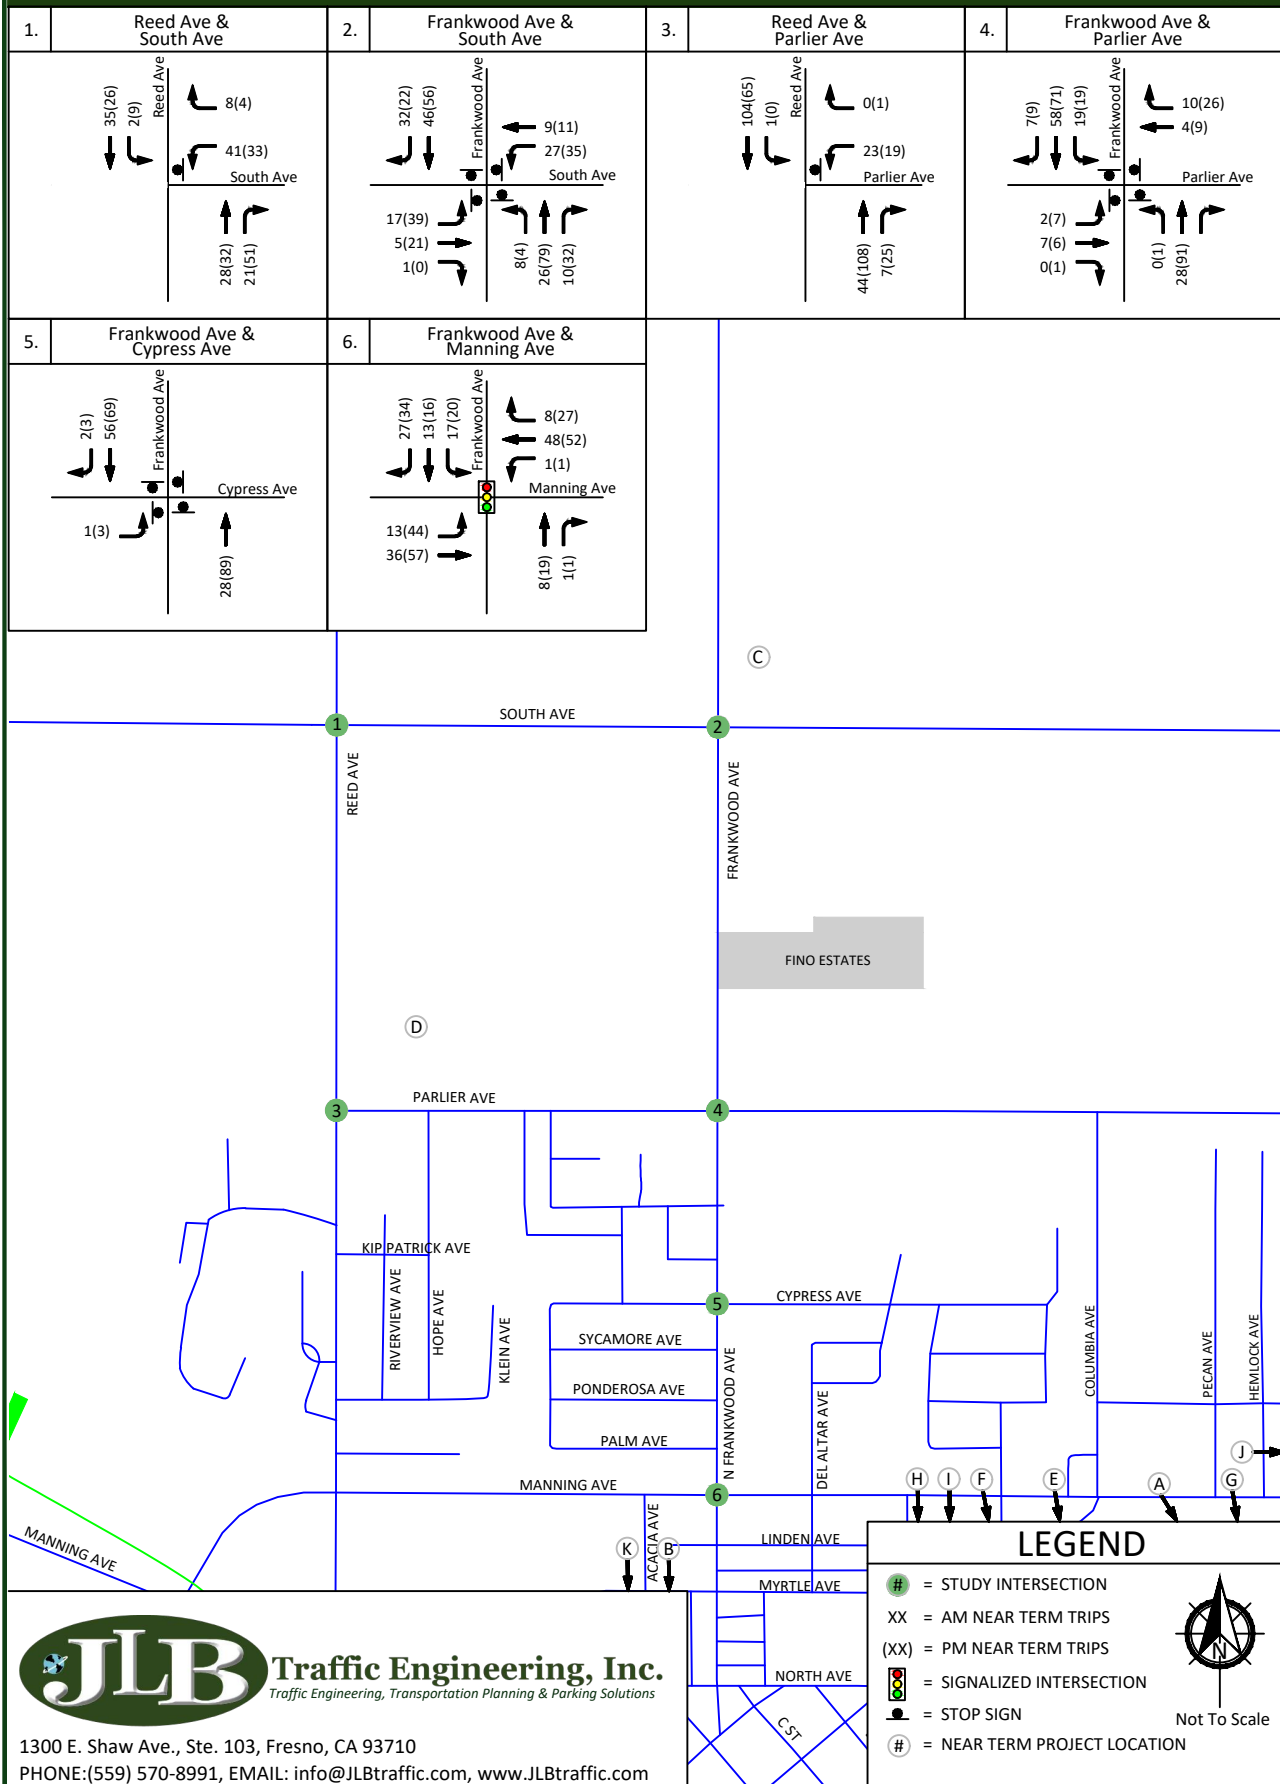 1.
Reed Ave &
South Ave
35(26)
2(9)
Reed Ave
8(4)
41(33)
South Ave
28(32)
21(51)
2.
Frankwood Ave &
South Ave
32(22)
46(56)
Frankwood Ave
9(11)
27(35)
South Ave
17(39)
5(21)
1(0)
8(4)
26(79)
10(32)
3.
Reed Ave &
Parlier Ave
104(65)
1(0)
Reed Ave
0(1)
23(19)
Parlier Ave
44(108)
7(25)
4.
Frankwood Ave &
Parlier Ave
7(9)
58(71)
19(19)
Frankwood Ave
10(26)
4(9)
Parlier Ave
2(7)
7(6)
0(1)
0(1)
28(91)
5.
Frankwood Ave &
Cypress Ave
2(3)
56(69)
Frankwood Ave
Cypress Ave
1(3)
28(89)
6.
Frankwood Ave &
Manning Ave
27(34)
13(16)
17(20)
Frankwood Ave
8(27)
48(52)
1(1)
Manning Ave
13(44)
36(57)
8(19)
1(1)
C
SOUTH AVE
1
2
REED AVE
FRANKWOOD AVE
FINO ESTATES
D
PARLIER AVE
3
4
KIP PATRICK AVE
RIVERVIEW AVE
HOPE AVE
KLEIN AVE
5
CYPRESS AVE
SYCAMORE AVE
PONDEROSA AVE
PALM AVE
N FRANKWOOD AVE
DEL ALTAR AVE
COLUMBIA AVE
PECAN AVE
HEMLOCK AVE
J
MANNING AVE
6
H
I
F
E
A
G
MANNING AVE
K
ACACIA AVE
B
LINDEN AVE
MYRTLE AVE
NORTH AVE
C ST
LEGEND
# = STUDY INTERSECTION
XX = AM NEAR TERM TRIPS
(XX) = PM NEAR TERM TRIPS
= SIGNALIZED INTERSECTION
= STOP SIGN
# = NEAR TERM PROJECT LOCATION
N
Not To Scale
JLB Traffic Engineering, Inc.
Traffic Engineering, Transportation Planning & Parking Solutions
1300 E. Shaw Ave., Ste. 103, Fresno, CA 93710
PHONE:(559) 570-8991, EMAIL: info@JLBtraffic.com, www.JLBtraffic.com